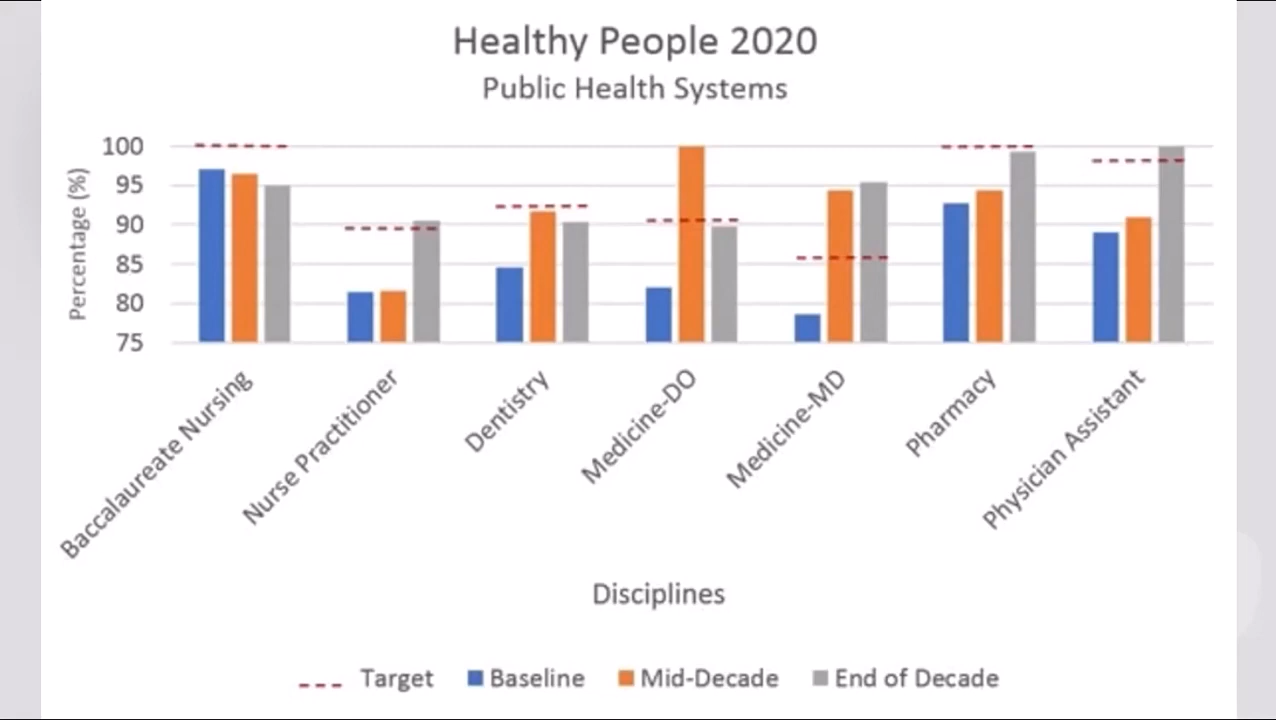 Healthy People 2020
Public Health Systems
Percentage (%)
100
95
90
85
80
75
Baccalaureate Nursing
Nurse Practitioner
Dentistry
Medicine-DO
Medicine-MD
Pharmacy
Physician Assistant
Disciplines
Target Baseline Mid-Decade End of Decade